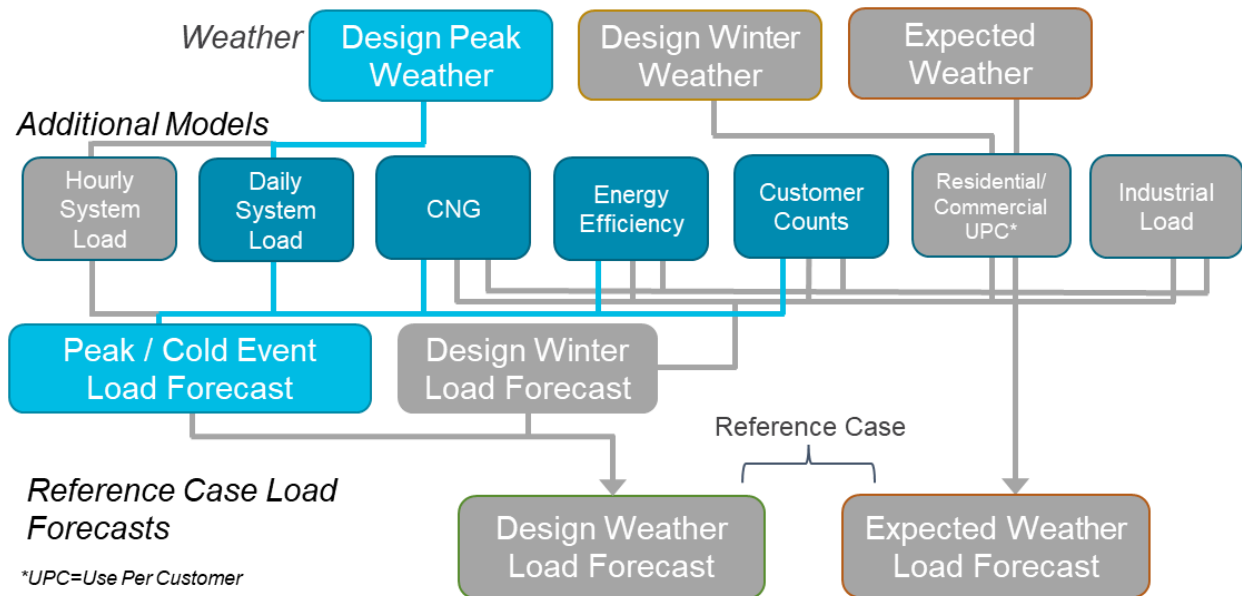 Weather
Design Peak
Weather
Design Winter
Weather
Expected
Weather
Additional Models
Hourly
System
Load
Daily
System
Load
CNG
Energy
Efficiency
Customer
Counts
Residential/
Commercial
UPC*
Industrial
Load
Peak / Cold Event
Load Forecast
Design Winter
Load Forecast
Reference Case
Reference Case Load
Forecasts
Design Weather
Load Forecast
Expected Weather
Load Forecast
*UPC=Use Per Customer